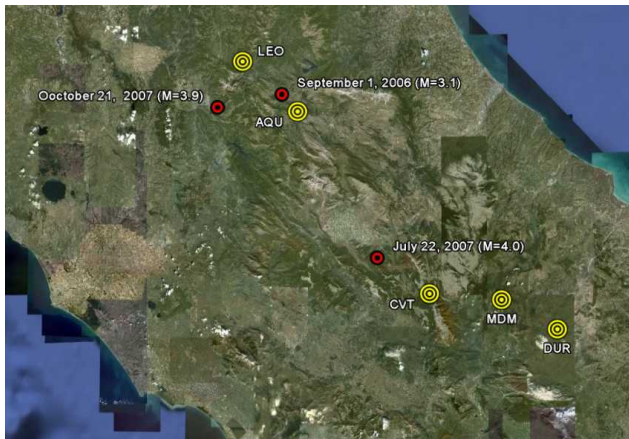 LEO
September 1, 2006 (M=3.1)
Ooctober 21, 2007 (M=3.9)
AQU
July 22, 2007 (M=4.0)
CVT
MDM
DUR